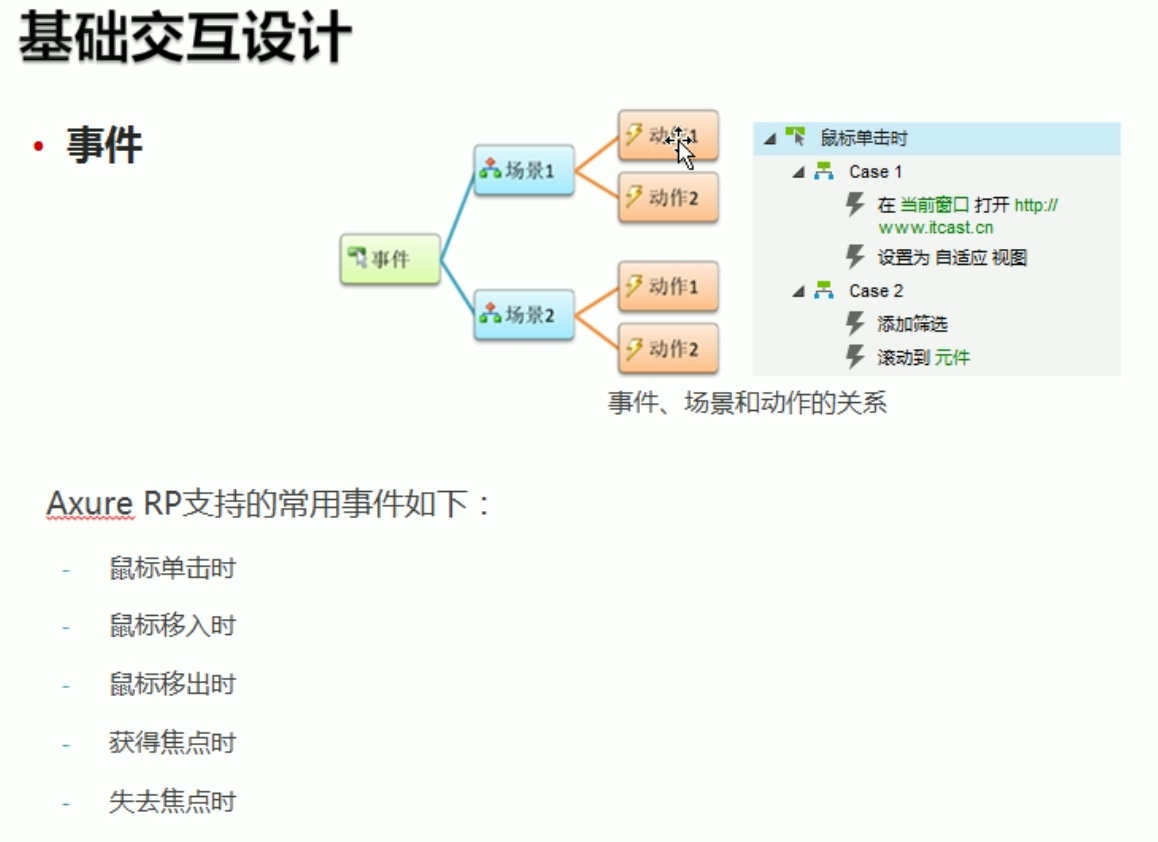 基础交互设计
• 事件
事件
场景1
动作1
动作2
场景2
动作1
动作2
鼠标单击时
Case 1
在 当前窗口 打开 http://
www.itcast.cn
设置为 自适应 视图
Case 2
添加筛选
滚动到 元件
事件、场景和动作的关系
Axure RP支持的常用事件如下：
- 鼠标单击时
- 鼠标移入时
- 鼠标移出时
- 获得焦点时
- 失去焦点时